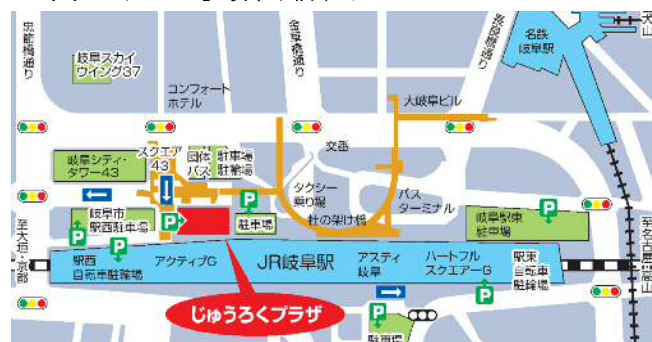 忠節橋通り
金華橋通り
長良橋通り
名鉄
岐阜駅
至犬山
岐阜スカイ
ウイング37
コンフォート
ホテル
大岐阜ビル
交番
岐阜シティ・
タワー43
スクエア
43
団体
バス
駐車場
駐輪場
タクシー
乗り場
バス
ターミナル
杜の架け橋
岐阜市
駅西駐車場
P
P
P
P
駐車場
岐阜駅東
駐車場
P
至大垣・京都
駅西
自転車駐輪場
アクティブG
JR岐阜駅
アスティ
岐阜
ハートフル
スクエアーG
駅東
自転車
駐輪場
至名古屋・高山
P
じゅうろくプラザ
P
駐車場